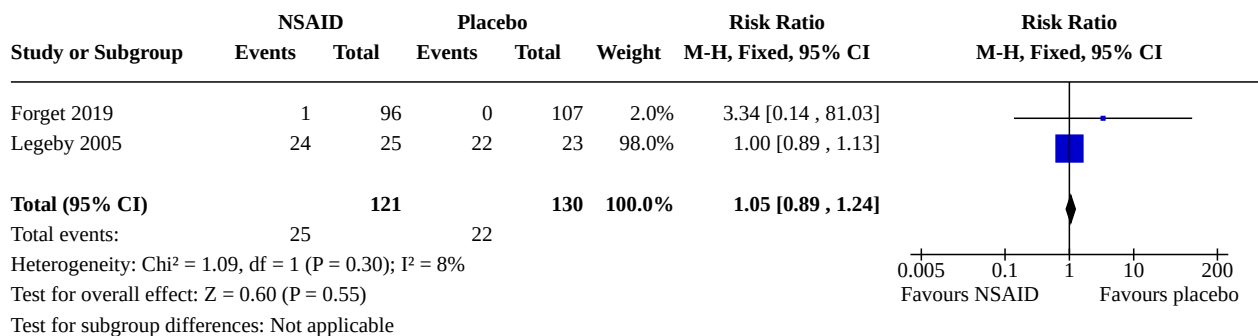 NSAID Placebo Risk Ratio Risk Ratio
Study or Subgroup Events Total Events Total Weight M-H, Fixed, 95% CI M-H, Fixed, 95% CI
Forget 2019 1 96 0 107 2.0% 3.34 [0.14 , 81.03]
Legeby 2005 24 25 22 23 98.0% 1.00 [0.89 , 1.13]
Total (95% CI) 121 130 100.0% 1.05 [0.89 , 1.24]
Total events: 25 22
Heterogeneity: Chi² = 1.09, df = 1 (P = 0.30); I² = 8%
0.005 0.1 1 10 200
Test for overall effect: Z = 0.60 (P = 0.55)
Favours NSAID Favours placebo
Test for subgroup differences: Not applicable